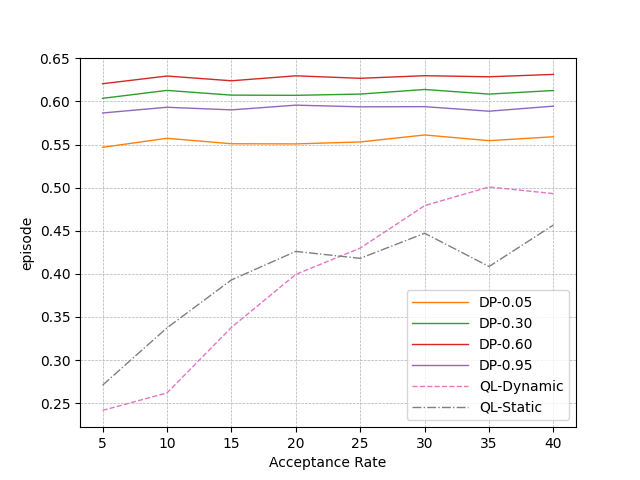 0.65
0.60
0.55
0.50
0.45
0.40
0.35
0.30
0.25
episode
5 10 15 20 25 30 35 40
Acceptance Rate
DP-0.05
DP-0.30
DP-0.60
DP-0.95
QL-Dynamic
QL-Static